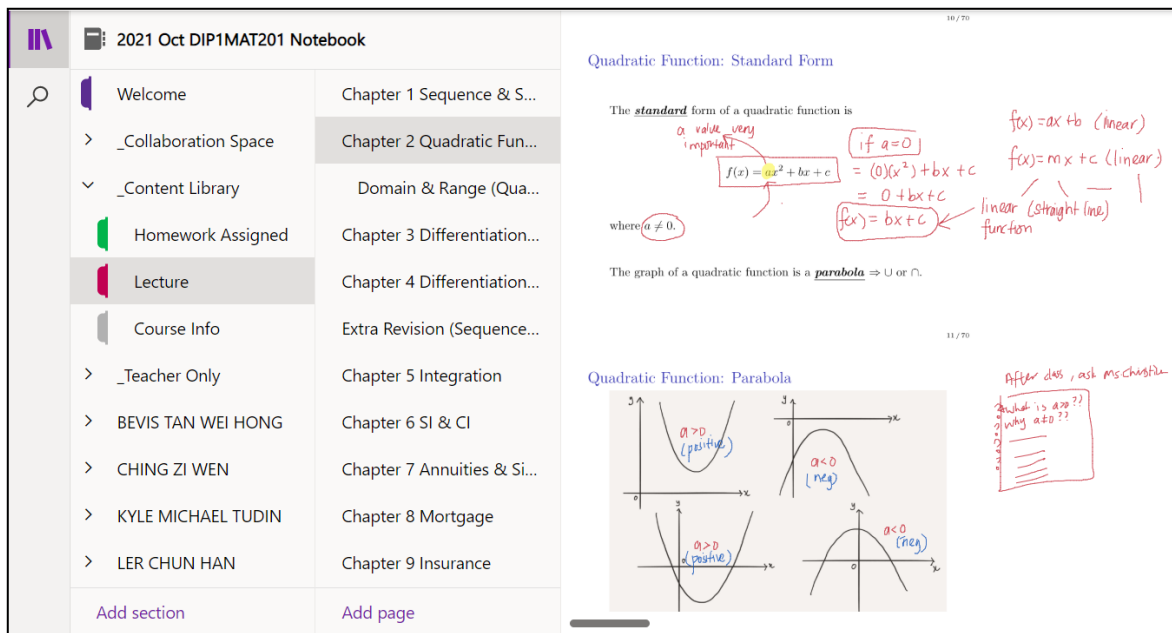 2021 Oct DIP1MAT201 Notebook
Welcome
_Collaboration Space
_Content Library
Homework Assigned
Lecture
Course Info
_Teacher Only
BEVIS TAN WEI HONG
CHING ZI WEN
KYLE MICHAEL TUDIN
LER CHUN HAN
Add section
Chapter 1 Sequence & S...
Chapter 2 Quadratic Fun...
Domain & Range (Qua...
Chapter 3 Differentiation...
Chapter 4 Differentiation...
Extra Revision (Sequence...
Chapter 5 Integration
Chapter 6 SI & CI
Chapter 7 Annuities & Si...
Chapter 8 Mortgage
Chapter 9 Insurance
Add page
10/70
Quadratic Function: Standard Form
The standard form of a quadratic function is
a value very
important
f(x) = ax² + bx + c
where a ≠ 0.
if a=0
= (0)(x²) + bx + c
= 0 + bx + c
f(x) = bx + c
f(x) = ax + b (linear)
f(x) = mx + c (linear)
linear (straight line)
function
The graph of a quadratic function is a parabola ⇒ ∪ or ∩.
11/70
Quadratic Function: Parabola
y
a>0
(positive)
0
x
y
0
x
a<0
(neg)
y
a>0
(positive)
0
x
y
a<0
(neg)
0
x
After class, ask Ms Christine
What is a>0??
why a≠0??